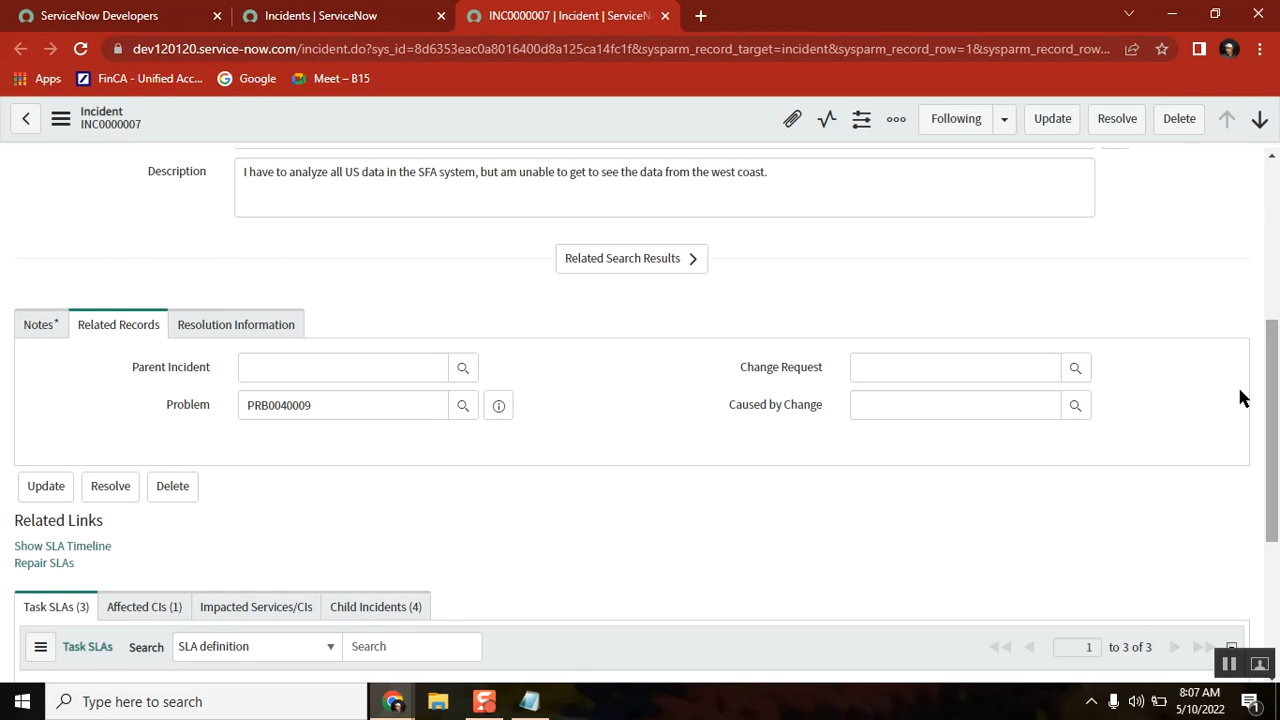 ServiceNow Developers
Incidents | ServiceNow
INC0000007 | Incident | ServiceNow
dev120120.service-now.com/incident.do?sys_id=8d6353eac0a8016400d8a125ca14fc1f&sysparm_record_target=incident&sysparm_record_row=1&sysparm_record_row...
Apps
FinCA - Unified Acc...
Google
Meet – B15
Incident
INC0000007
Following
Update
Resolve
Delete
Description
I have to analyze all US data in the SFA system, but am unable to get to see the data from the west coast.
Related Search Results
Notes*
Related Records
Resolution Information
Parent Incident
Change Request
Problem
PRB0040009
Caused by Change
Update
Resolve
Delete
Related Links
Show SLA Timeline
Repair SLAs
Task SLAs (3)
Affected CIs (1)
Impacted Services/CIs
Child Incidents (4)
Task SLAs
Search
SLA definition
Search
1
to 3 of 3
Type here to search
8:07 AM
5/10/2022
1